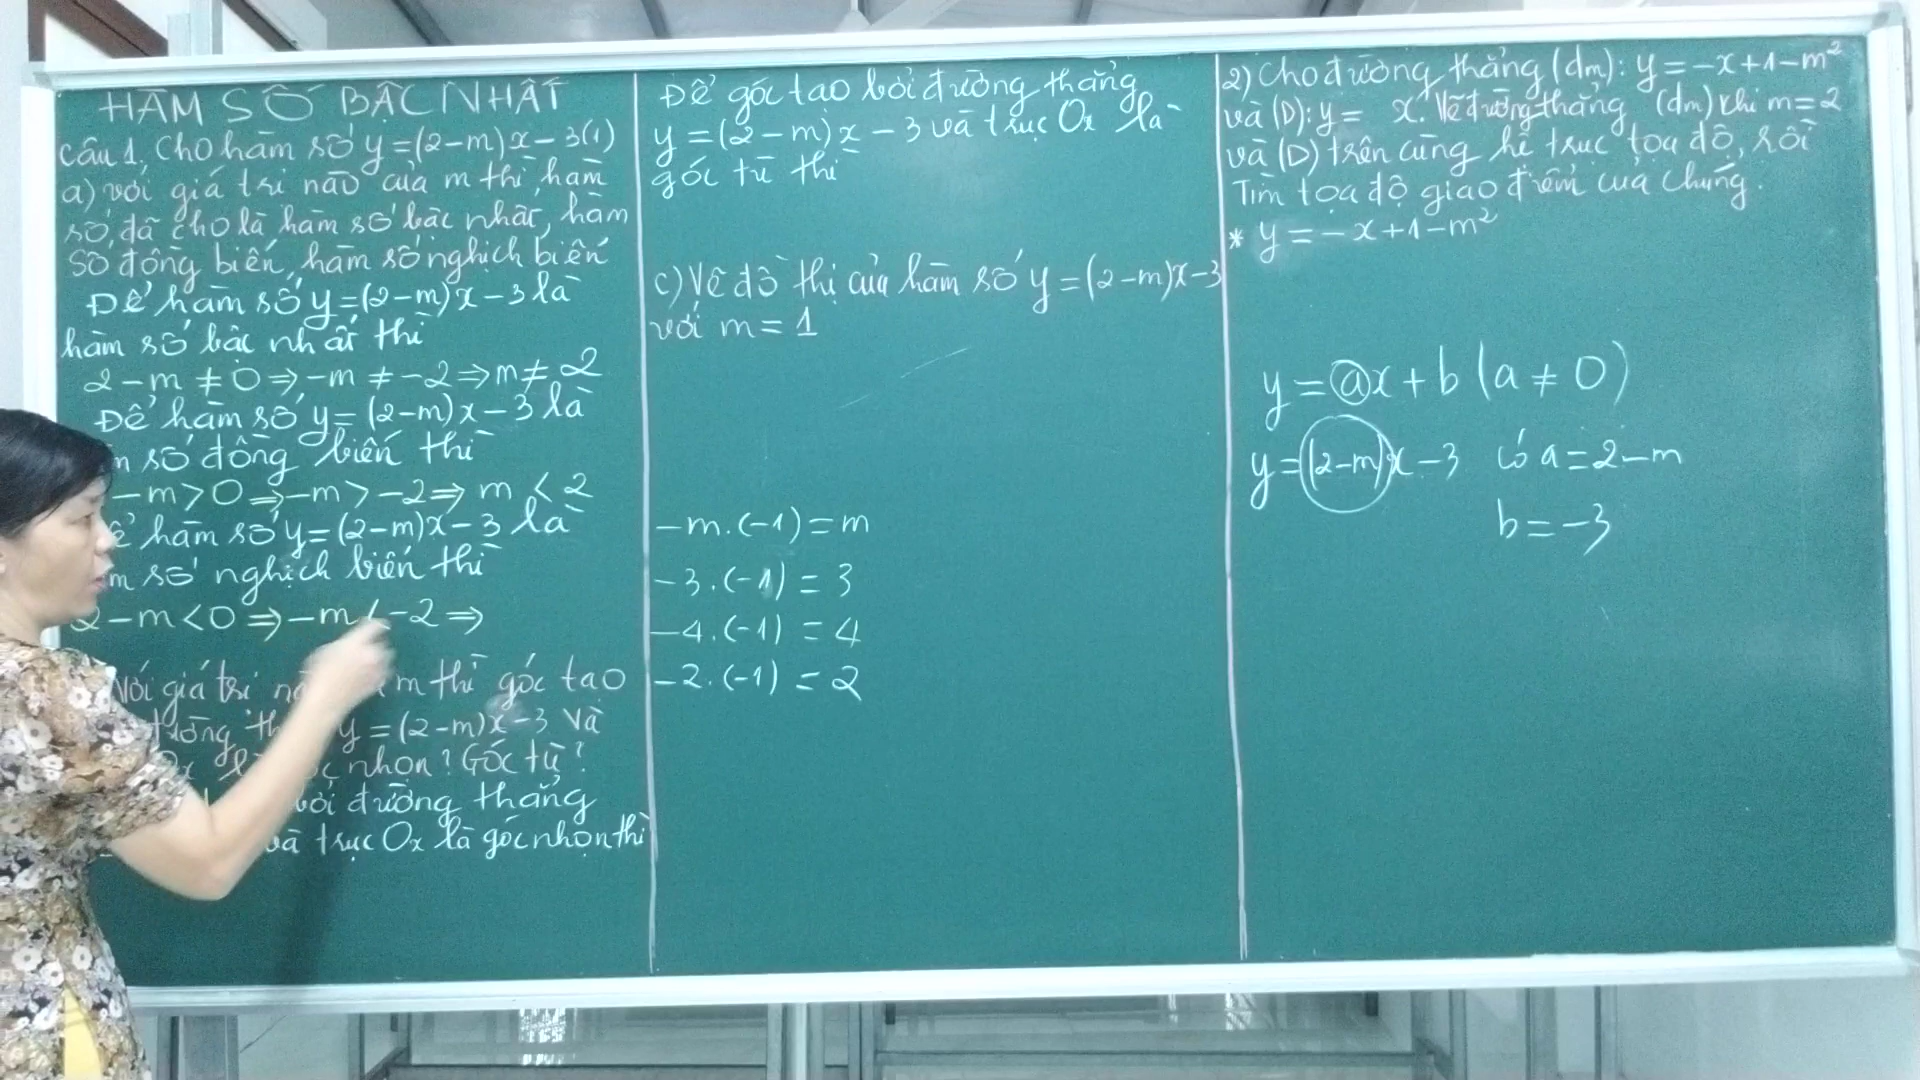 HÀM SỐ BẬC NHẤT
Câu 1. Cho hàm số y=(2-m)x-3(1)
a) với giá trị nào của m thì, hàm
số, đã cho là hàm số bậc nhất, hàm
số đồng biến, hàm số nghịch biến
Để hàm số y=(2-m)x-3 là
hàm số bậc nhất thì
2-m≠0⇒-m≠-2⇒m≠2
Để hàm số y=(2-m)x-3 là
số đồng biến thì
-m>0⇒-m>-2⇒m<2
hàm số y=(2-m)x-3 là
số nghịch biến thì
2-m<0⇒-m<-2⇒
Với giá trị m thì góc tạo
đường y=(2-m)x-3 và
nhọn? Góc tù?
bởi đường thẳng
và trục Ox là góc nhọn thì
Để góc tạo bởi đường thẳng
y=(2-m)x-3 và trục Ox là
góc tù thì
c) Vẽ đồ thị của hàm số y=(2-m)x-3
với m=1
-m.(-1)=m
-3.(-1)=3
-4.(-1)=4
-2.(-1)=2
2) Cho đường thẳng (dm): y=-x+1-m²
và (D): y= x. Vẽ đường thẳng (dm) khi m=2
và (D) trên cùng hệ trục tọa độ, rồi
Tìm tọa độ giao điểm của chúng.
* y=-x+1-m²
y=ax+b (a≠0)
y=(2-m)x-3 có a=2-m
b=-3